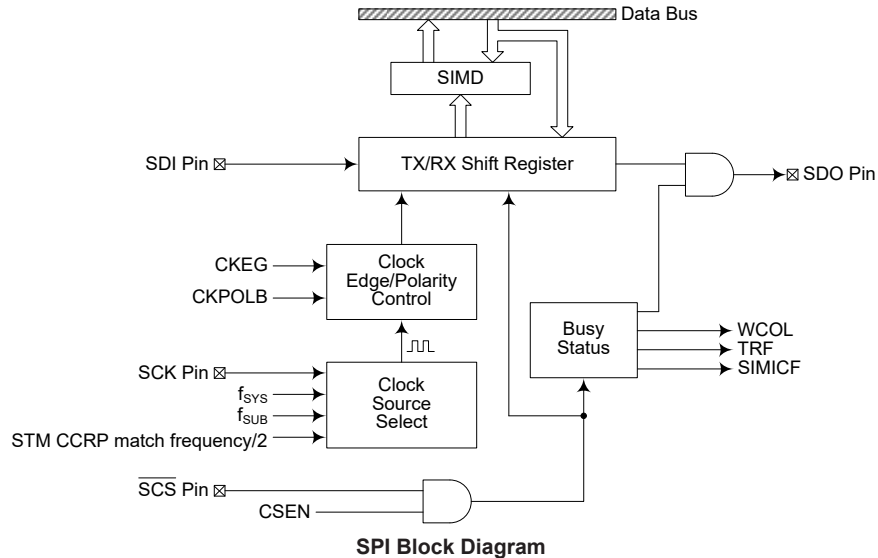 Data Bus
SIMD
SDI Pin
TX/RX Shift Register
SDO Pin
CKEG
CKPOLB
Clock
Edge/Polarity
Control
Busy
Status
WCOL
TRF
SIMICF
SCK Pin
fSYS
fSUB
STM CCRP match frequency/2
Clock
Source
Select
SCS Pin
CSEN
SPI Block Diagram